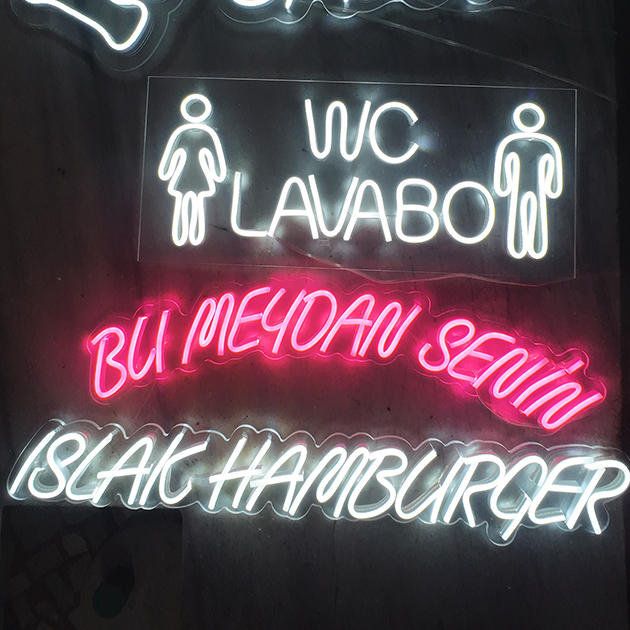 WC
LAVABO
BU MEYDAN SENİN
ISLAK HAMBURGER